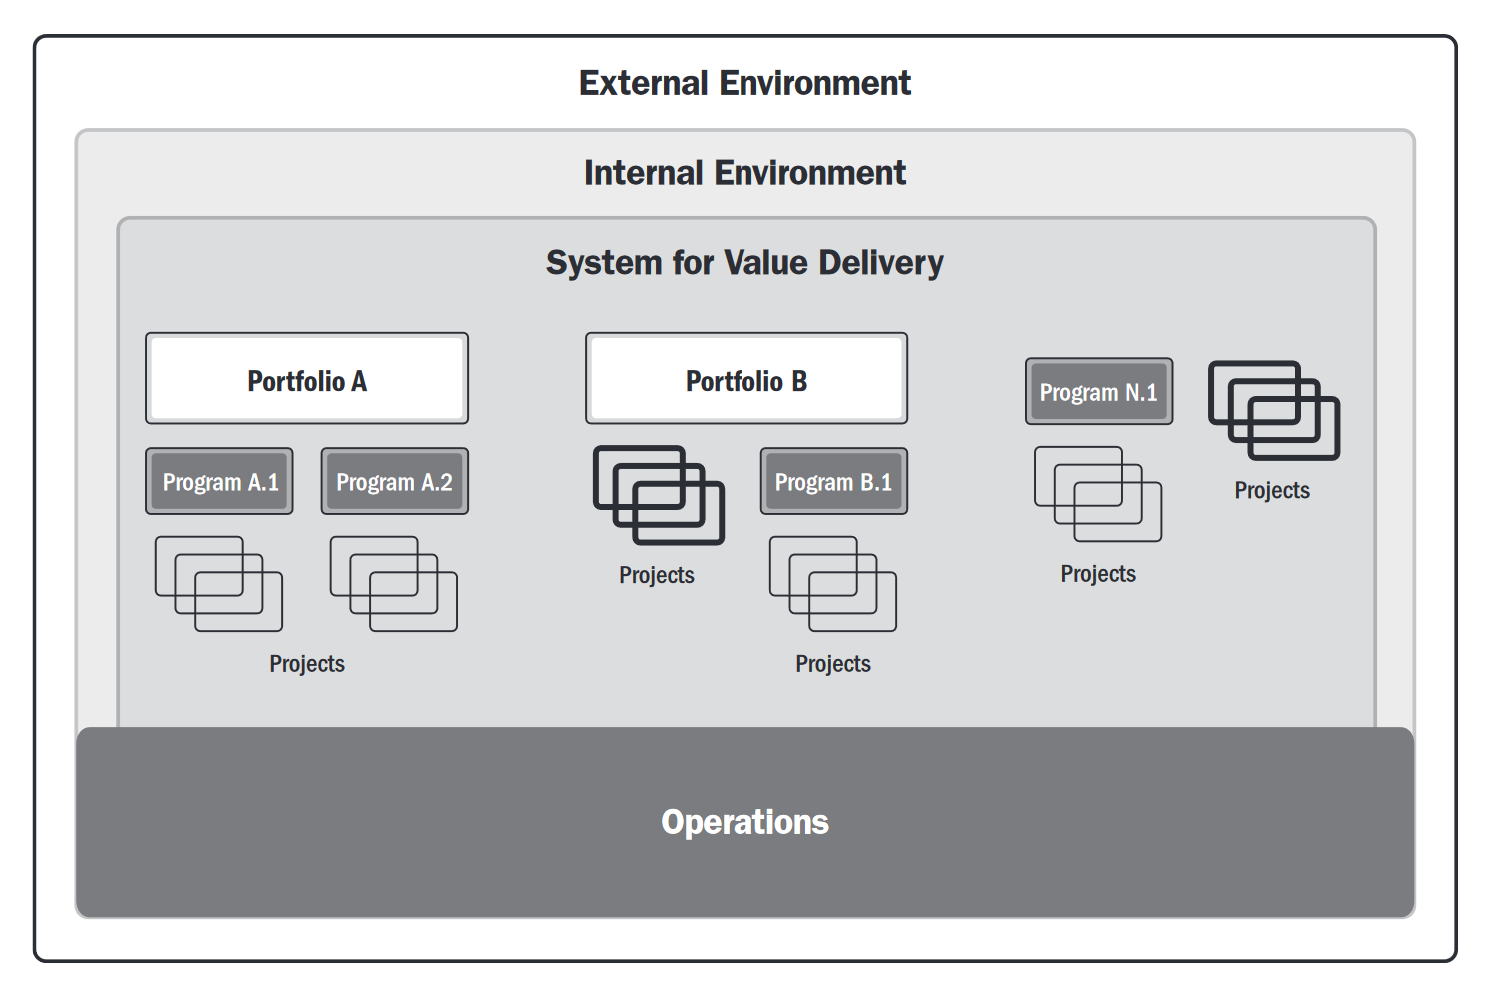 External Environment
Internal Environment
System for Value Delivery
Portfolio A
Portfolio B
Program N.1
Projects
Program A.1
Program A.2
Program B.1
Projects
Projects
Projects
Projects
Operations